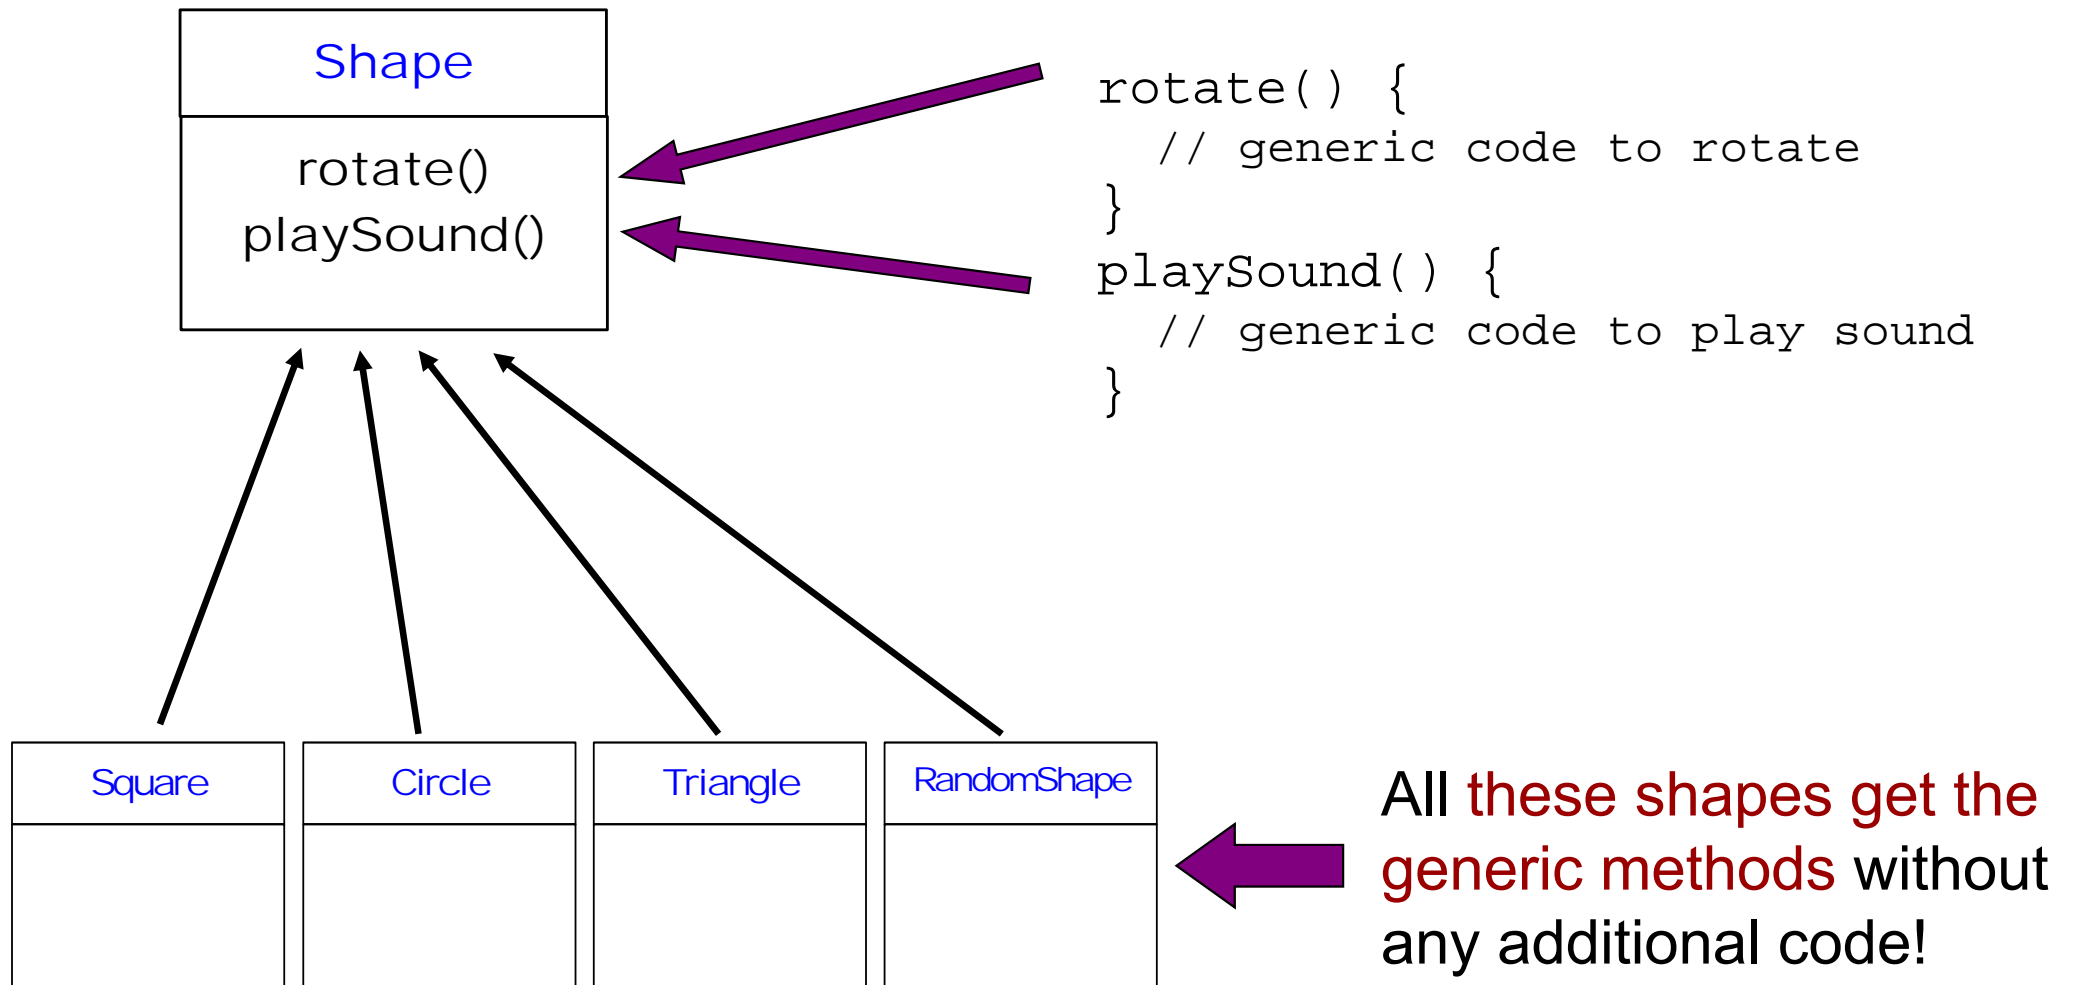 Shape
rotate()
playSound()
rotate() {
// generic code to rotate
}
playSound() {
// generic code to play sound
}
Square
Circle
Triangle
RandomShape
All these shapes get the
generic methods without
any additional code!